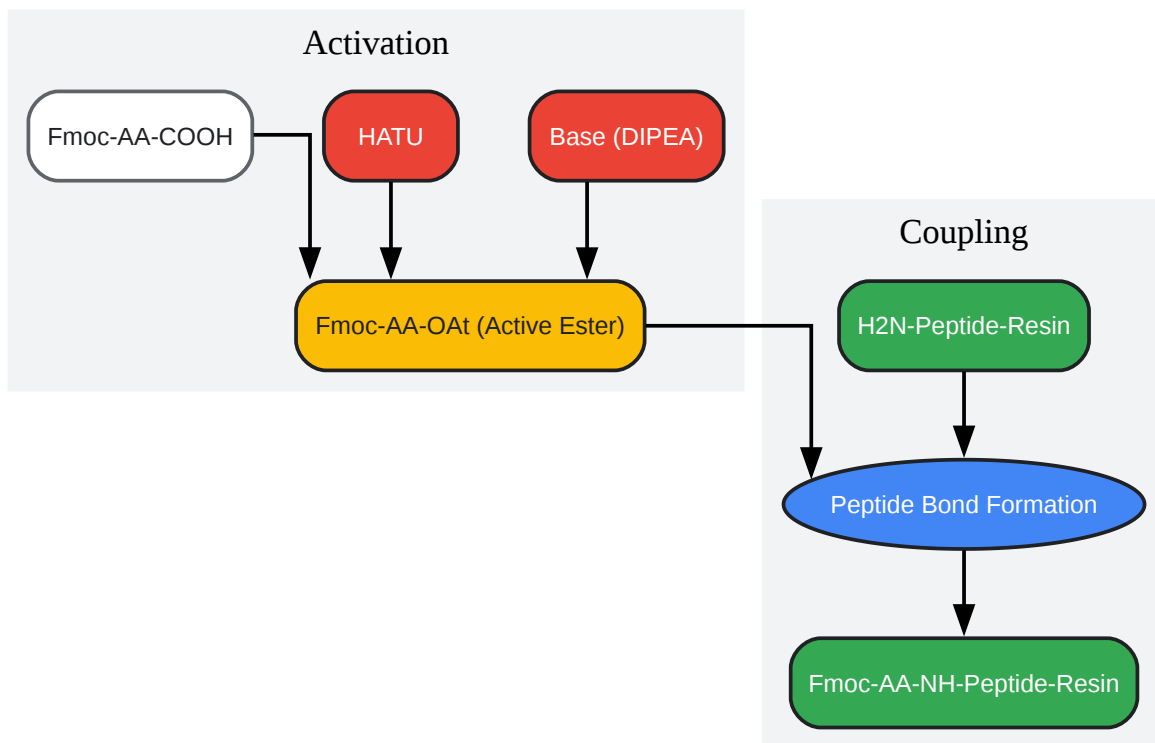 Activation
Fmoc-AA-COOH
HATU
Base (DIPEA)
Fmoc-AA-OAt (Active Ester)
Coupling
H2N-Peptide-Resin
Peptide Bond Formation
Fmoc-AA-NH-Peptide-Resin